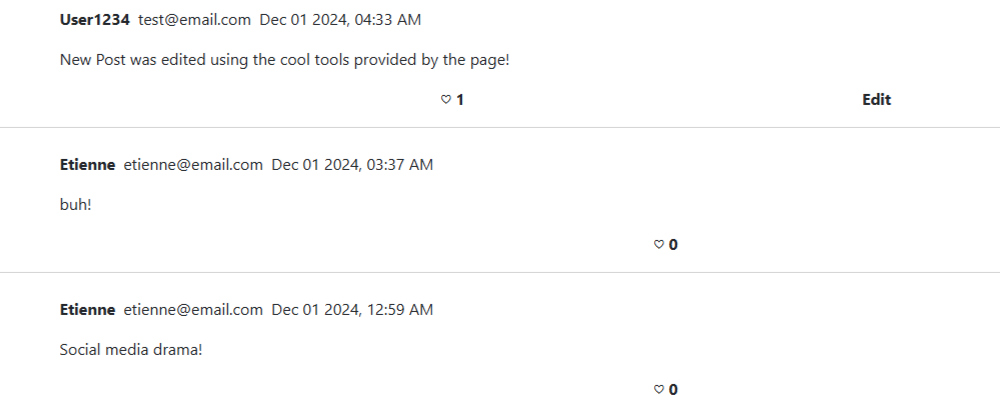 User1234 test@email.com Dec 01 2024, 04:33 AM
New Post was edited using the cool tools provided by the page!
♡ 1 Edit
Etienne etienne@email.com Dec 01 2024, 03:37 AM
buh!
♡ 0
Etienne etienne@email.com Dec 01 2024, 12:59 AM
Social media drama!
♡ 0